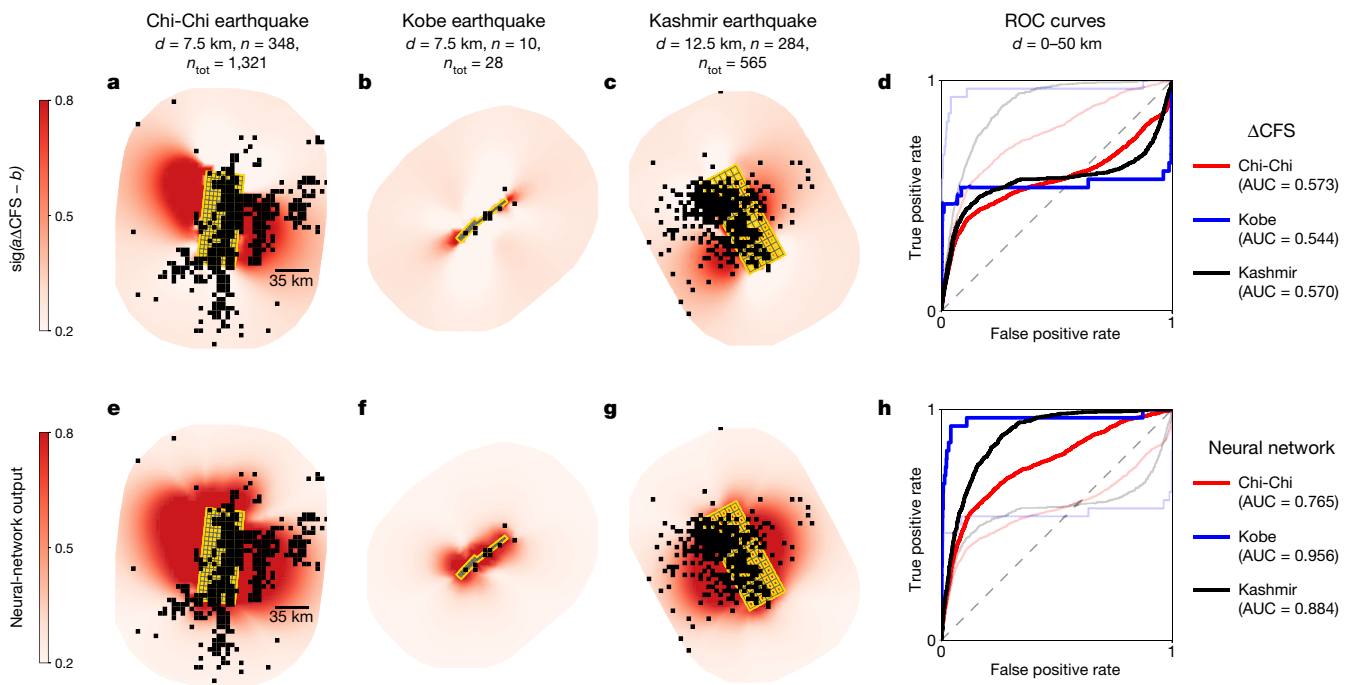 Chi-Chi earthquake
d = 7.5 km, n = 348,
n_tot = 1,321
Kobe earthquake
d = 7.5 km, n = 10,
n_tot = 28
Kashmir earthquake
d = 12.5 km, n = 284,
n_tot = 565
ROC curves
d = 0–50 km
a
b
c
d
0.8
0.5
0.2
sig(aΔCFS – b)
35 km
1
True positive rate
0
0
1
False positive rate
ΔCFS
Chi-Chi
(AUC = 0.573)
Kobe
(AUC = 0.544)
Kashmir
(AUC = 0.570)
e
f
g
h
0.8
0.5
0.2
Neural-network output
35 km
1
True positive rate
0
0
1
False positive rate
Neural network
Chi-Chi
(AUC = 0.765)
Kobe
(AUC = 0.956)
Kashmir
(AUC = 0.884)